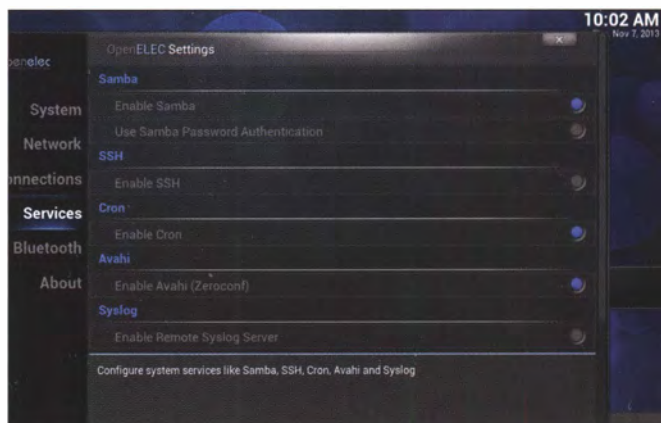 10:02 AM
Nov 7, 2013
OpenELEC Settings
Samba
System
Enable Samba
Use Samba Password Authentication
Network
SSH
Enable SSH
Services
Cron
Enable Cron
Bluetooth
Avahi
About
Enable Avahi (Zeroconf)
Syslog
Enable Remote Syslog Server
Configure system services like Samba, SSH, Cron, Avahi and Syslog